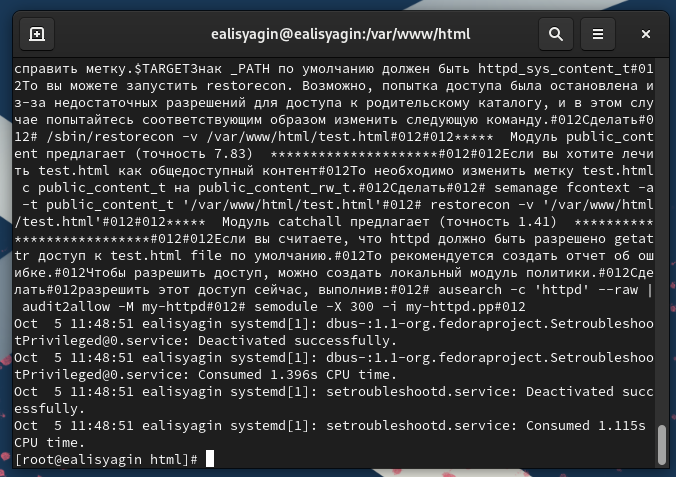 ealisyagin@ealisyagin:/var/www/html
справить метку.$TARGETЗнак _PATH по умолчанию должен быть httpd_sys_content_t#01
2То вы можете запустить restorecon. Возможно, попытка доступа была остановлена и
з-за недостаточных разрешений для доступа к родительскому каталогу, и в этом слу
чае попытайтесь соответствующим образом изменить следующую команду.#012Сделать#0
12# /sbin/restorecon -v /var/www/html/test.html#012#012*****  Модуль public_cont
ent предлагает (точность 7.83)  ********************#012#012Если вы хотите лечи
ть test.html как общедоступный контент#012То необходимо изменить метку test.html
 с public_content_t на public_content_rw_t.#012Сделать#012# semanage fcontext -a
 -t public_content_t '/var/www/html/test.html'#012# restorecon -v '/var/www/html
/test.html'#012#012*****  Модуль catchall предлагает (точность 1.41)  **********
****************#012#012Если вы считаете, что httpd должно быть разрешено getat
tr доступ к test.html file по умолчанию.#012То рекомендуется создать отчет об ош
ибке.#012Чтобы разрешить доступ, можно создать локальный модуль политики.#012Сде
лать#012разрешить этот доступ сейчас, выполнив:#012# ausearch -c 'httpd' --raw |
 audit2allow -M my-httpd#012# semodule -X 300 -i my-httpd.pp#012
Oct  5 11:48:51 ealisyagin systemd[1]: dbus-:1.1-org.fedoraproject.Setroubleshoo
tPrivileged@0.service: Deactivated successfully.
Oct  5 11:48:51 ealisyagin systemd[1]: dbus-:1.1-org.fedoraproject.Setroubleshoo
tPrivileged@0.service: Consumed 1.396s CPU time.
Oct  5 11:48:51 ealisyagin systemd[1]: setroubleshootd.service: Deactivated succ
essfully.
Oct  5 11:48:51 ealisyagin systemd[1]: setroubleshootd.service: Consumed 1.115s
CPU time.
[root@ealisyagin html]#